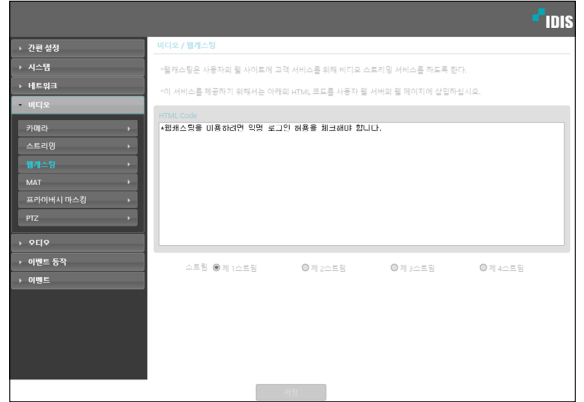 IDIS
간편 설정
시스템
네트워크
비디오
카메라
스트리밍
웹캐스팅
MAT
프라이버시 마스킹
PTZ
오디오
이벤트 동작
이벤트
비디오 / 웹캐스팅
*웹캐스팅은 사용자의 웹 사이트에 고객 서비스를 위해 비디오 스트리밍 서비스를 하도록 한다.
*이 서비스를 제공하기 위해서는 아래의 HTML 코드를 사용자 웹 서버의 웹 페이지에 삽입하십시요.
HTML Code
*웹캐스팅을 이용하려면 익명 로그인 허용을 체크해야 합니다.
스트림 제 1스트림 제 2스트림 제 3스트림 제 4스트림
저장